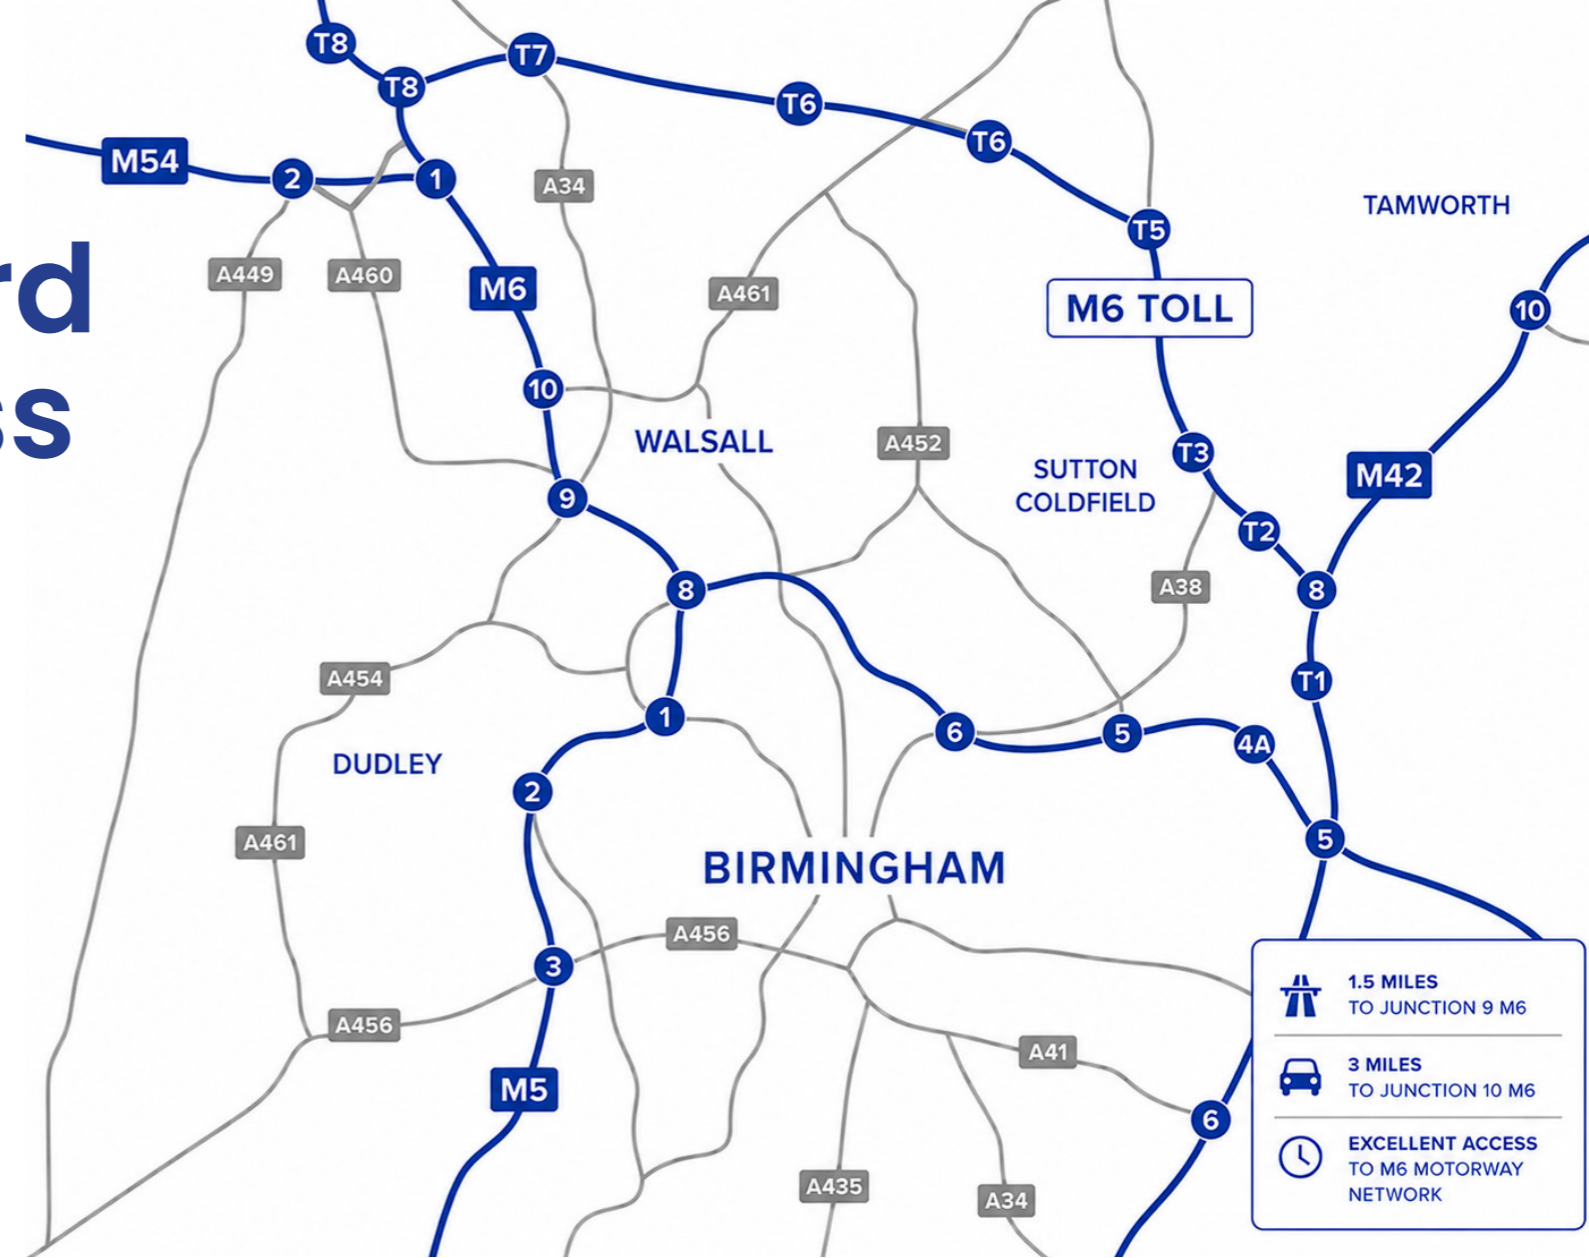 T8
T7
T8
T6
T6
M54
2
1
A34
T5
TAMWORTH
A449
A460
M6
A461
M6 TOLL
10
rd
10
WALSALL
A452
T3
SUTTON
COLDFIELD
M42
ss
9
T2
8
A38
8
A454
T1
1
6
5
4A
DUDLEY
2
A461
5
BIRMINGHAM
A456
3
A456
1.5 MILES
TO JUNCTION 9 M6
A41
3 MILES
TO JUNCTION 10 M6
M5
6
EXCELLENT ACCESS
TO M6 MOTORWAY
NETWORK
A435
A34